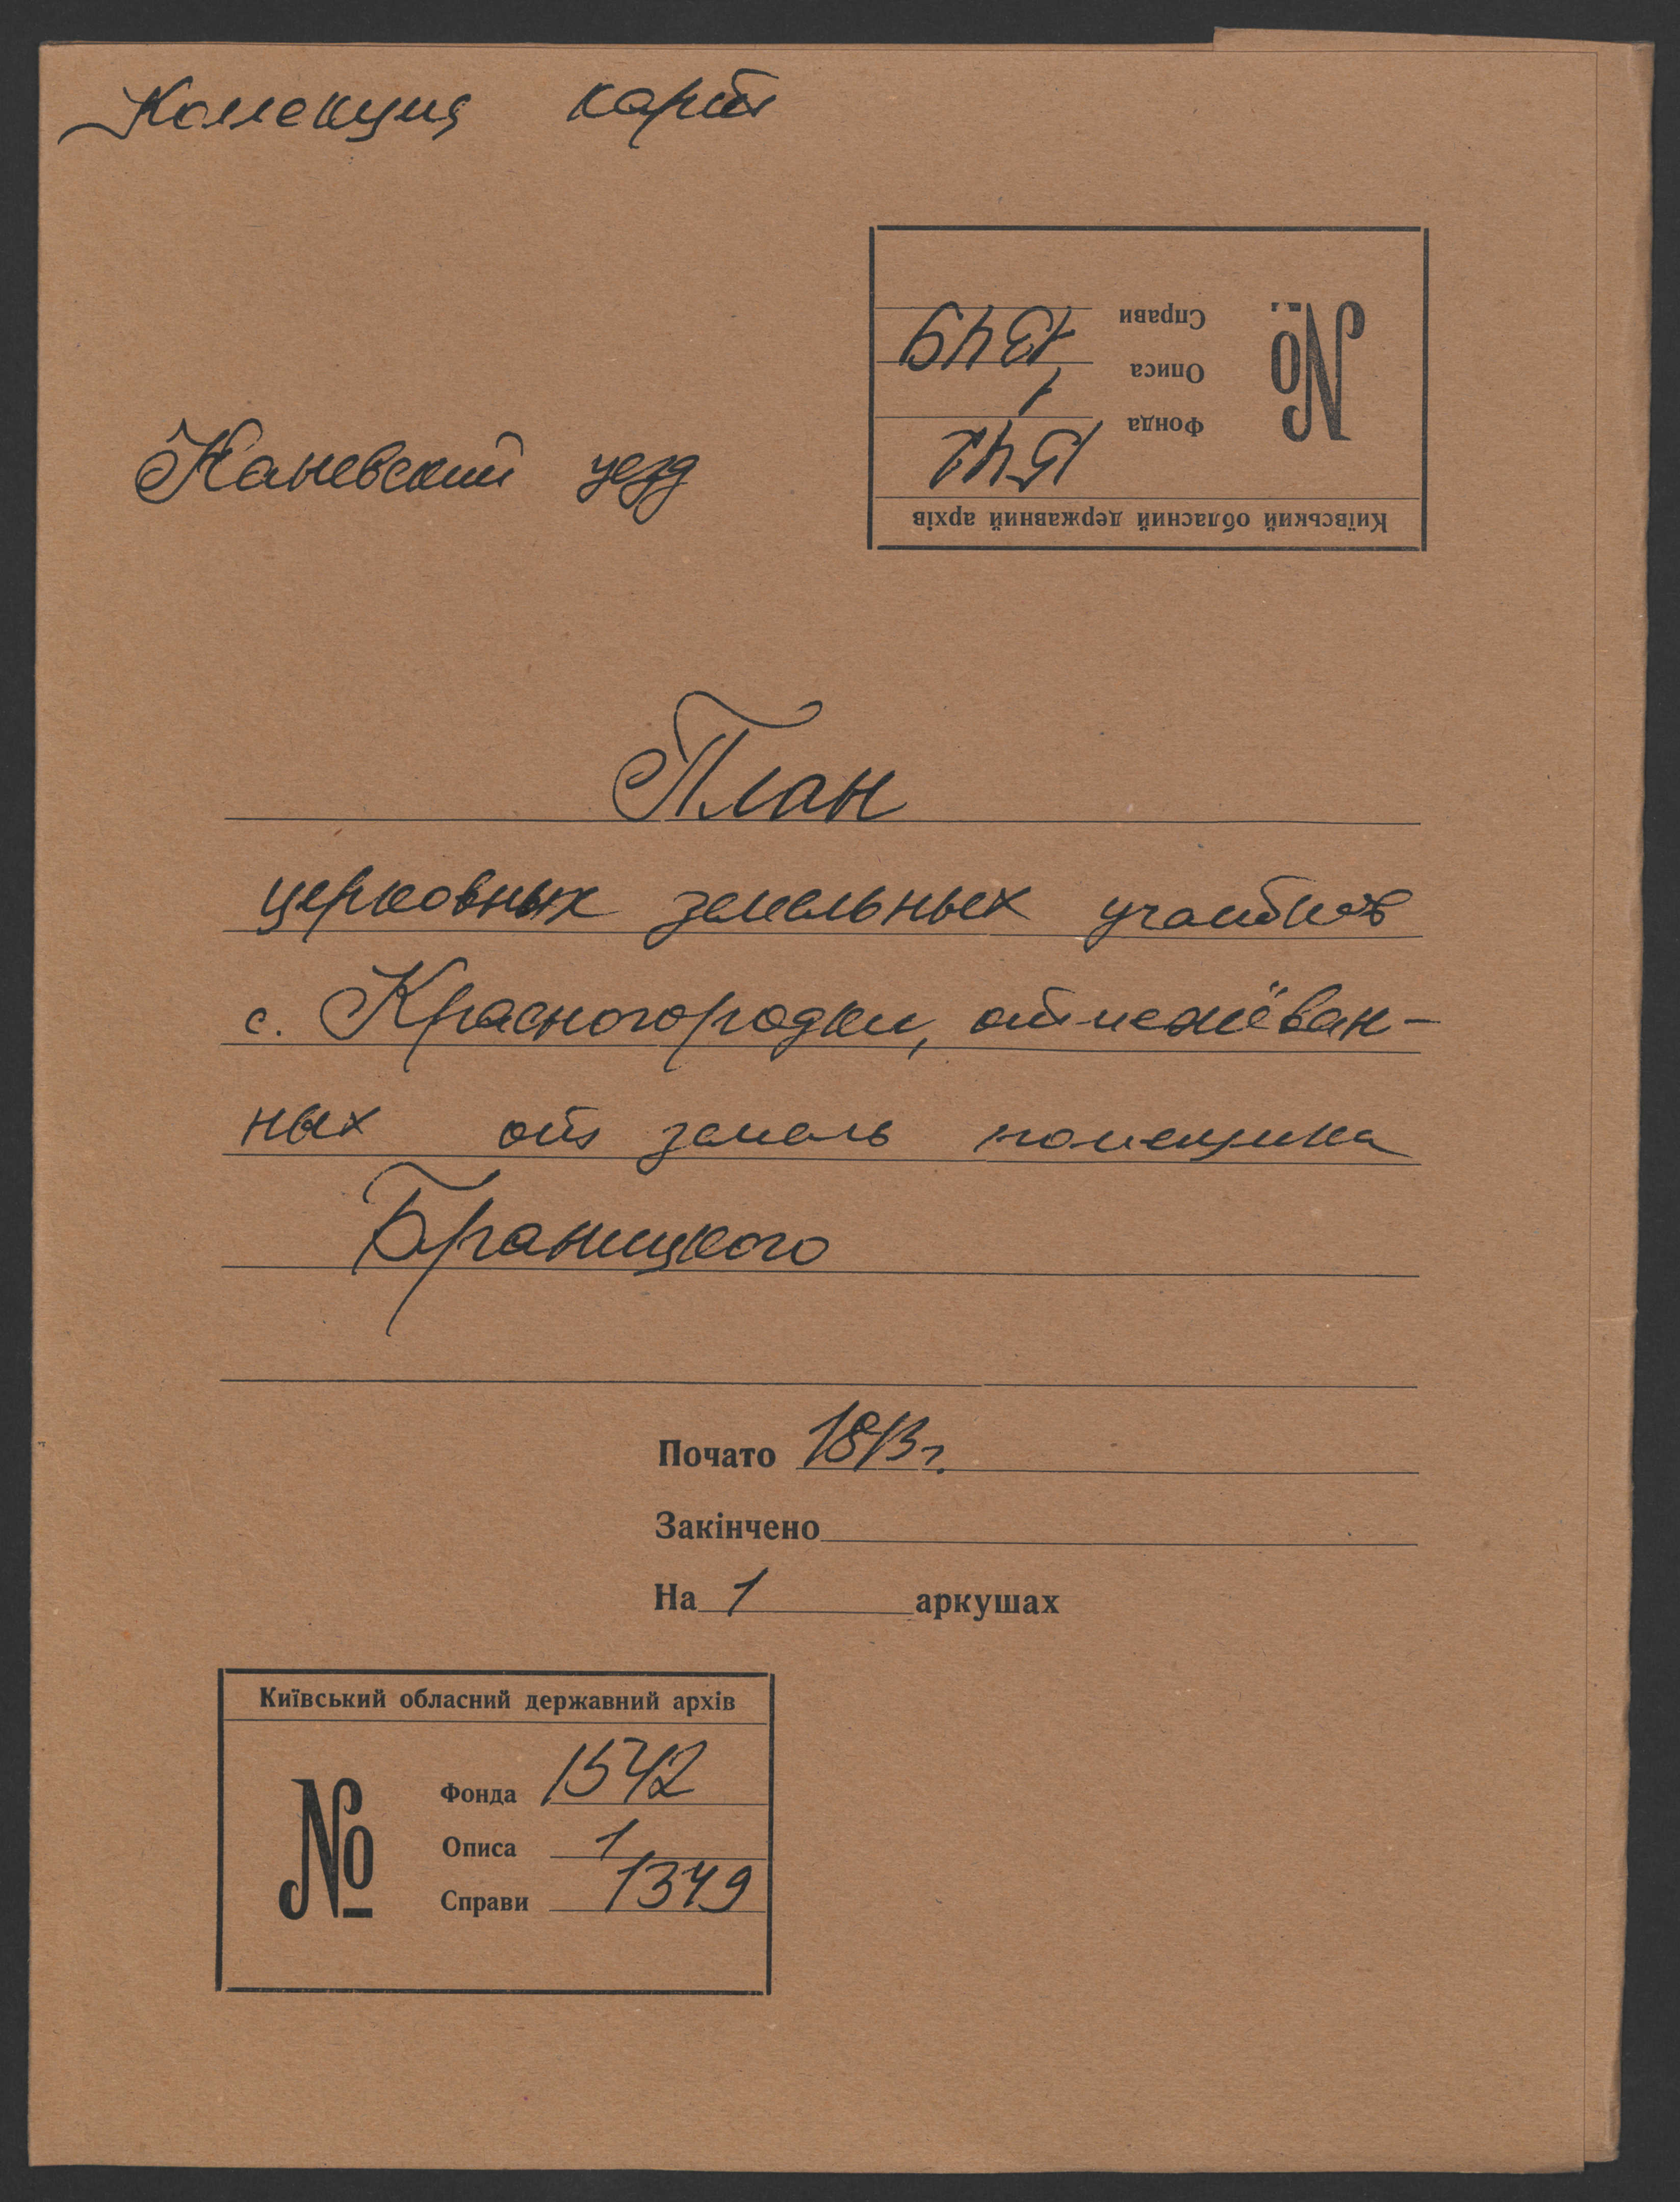 Коллекция карт
№
Справи 1349
Описа 1
Фонда 1542
Київський обласний державний архів
Каневский уезд
План
церковных земельных участков
с. Красногородки, отмежёван-
ных от земель помещика
Браницкого
Почато 1813 г.
Закінчено
На 1 аркушах
Київський обласний державний архів
№
Фонда 1542
Описа 1
Справи 1349